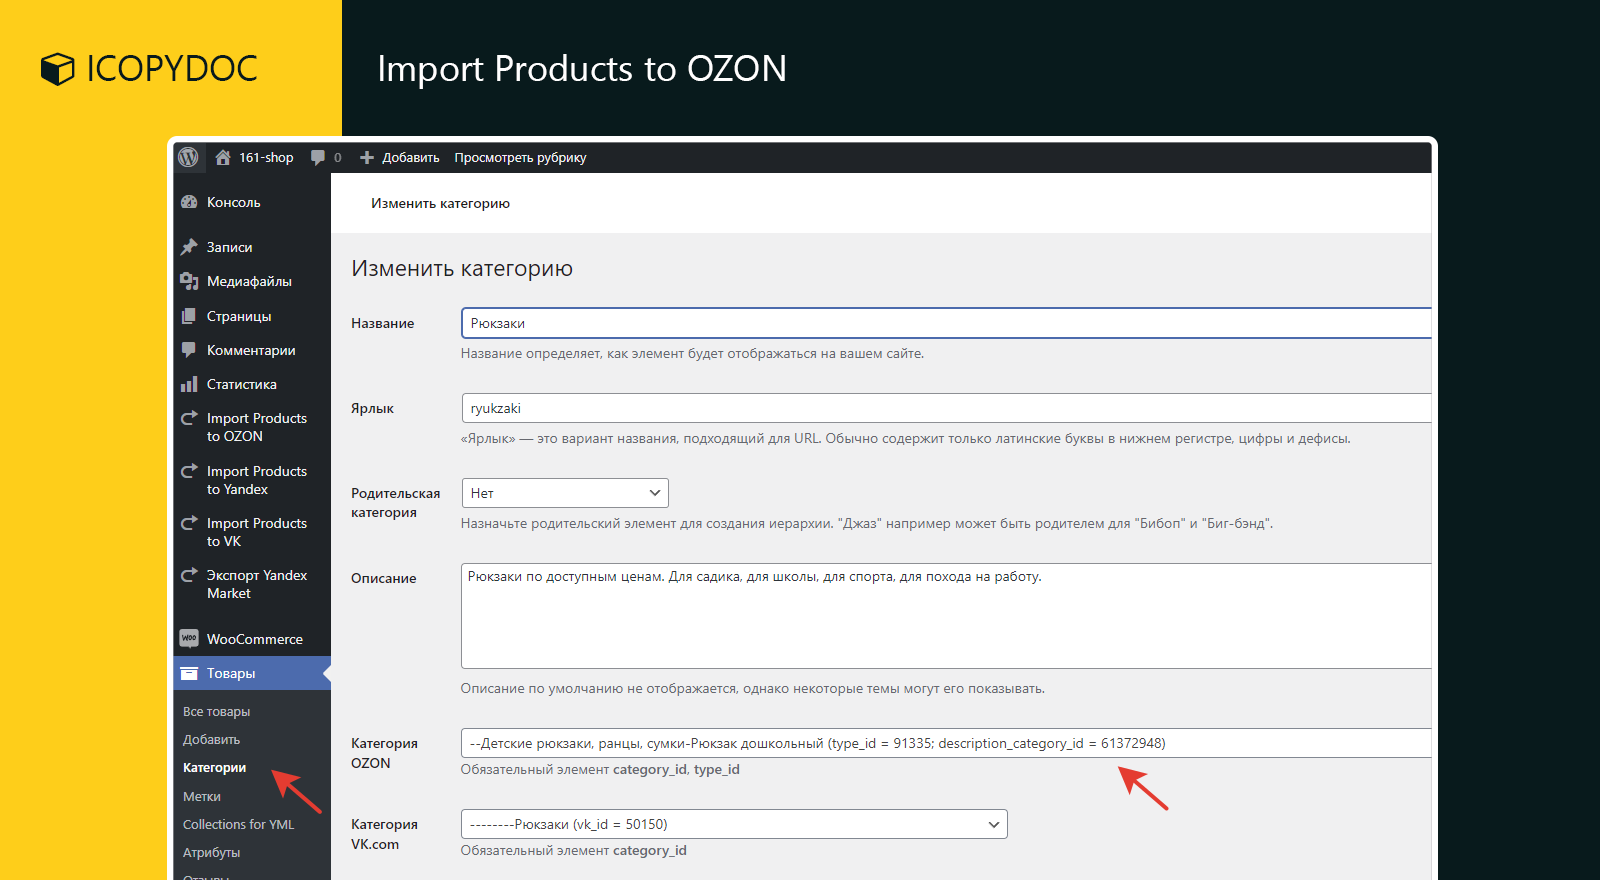 ICOPYDOC
Import Products to OZON
161-shop 0 Добавить Просмотреть рубрику
Консоль
Записи
Медиафайлы
Страницы
Комментарии
Статистика
Import Products
to OZON
Import Products
to Yandex
Import Products
to VK
Экспорт Yandex
Market
WooCommerce
Товары
Все товары
Добавить
Категории
Метки
Collections for YML
Атрибуты
Отзывы
Изменить категорию
Изменить категорию
Название
Рюкзаки
Название определяет, как элемент будет отображаться на вашем сайте.
Ярлык
ryukzaki
«Ярлык» — это вариант названия, подходящий для URL. Обычно содержит только латинские буквы в нижнем регистре, цифры и дефисы.
Родительская
категория
Нет
Назначьте родительский элемент для создания иерархии. "Джаз" например может быть родителем для "Бибоп" и "Биг-бэнд".
Описание
Рюкзаки по доступным ценам. Для садика, для школы, для спорта, для похода на работу.
Описание по умолчанию не отображается, однако некоторые темы могут его показывать.
Категория
OZON
--Детские рюкзаки, ранцы, сумки-Рюкзак дошкольный (type_id = 91335; description_category_id = 61372948)
Обязательный элемент category_id, type_id
Категория
VK.com
--------Рюкзаки (vk_id = 50150)
Обязательный элемент category_id